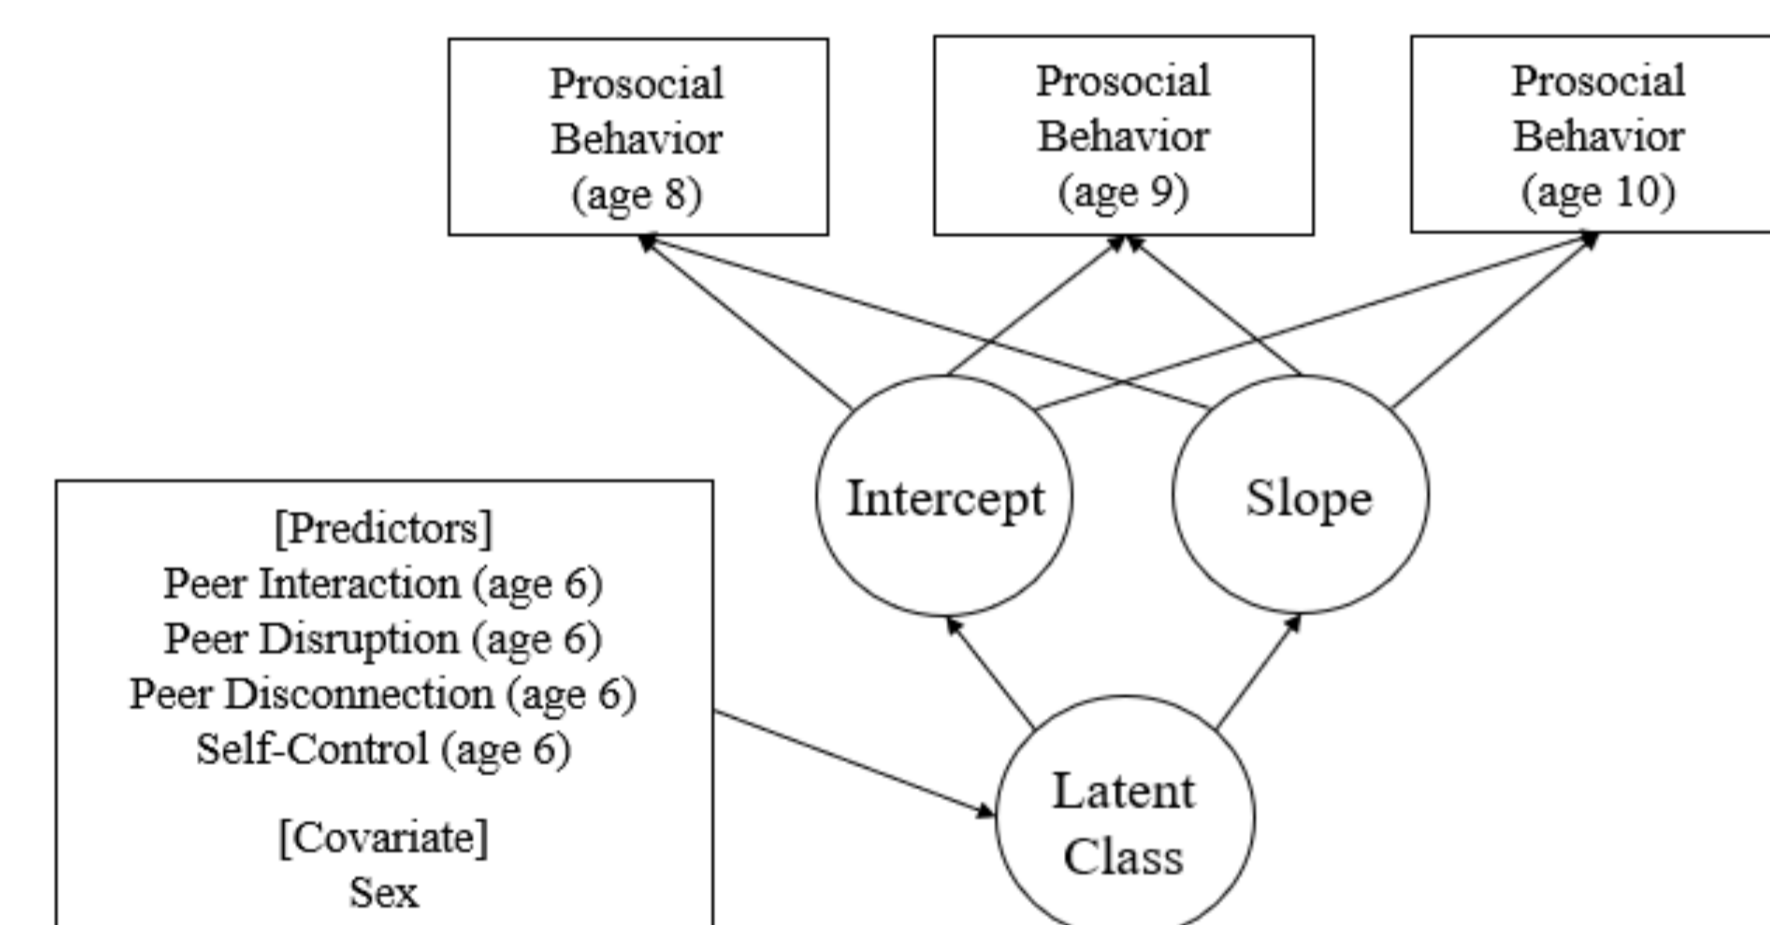 Prosocial
Behavior
(age 8)
Prosocial
Behavior
(age 9)
Prosocial
Behavior
(age 10)
Intercept
Slope
[Predictors]
Peer Interaction (age 6)
Peer Disruption (age 6)
Peer Disconnection (age 6)
Self-Control (age 6)
[Covariate]
Sex
Latent
Class